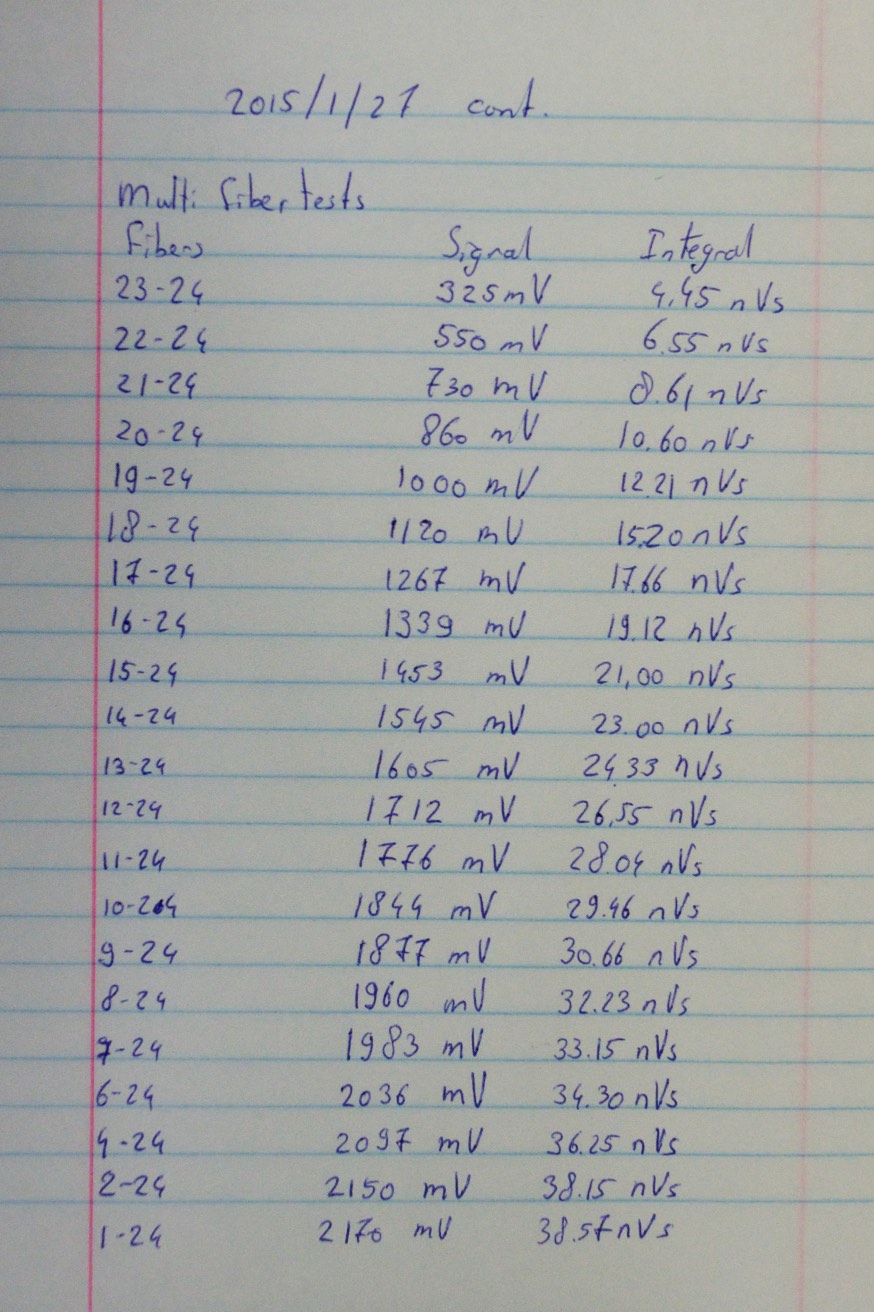 2015/1/27 cont.
Multi fiber tests
Fibers Signal Integral
23-24 325 mV 4.45 nVs
22-24 550 mV 6.55 nVs
21-24 730 mV 8.61 nVs
20-24 860 mV 10.60 nVs
19-24 1000 mV 12.21 nVs
18-24 1120 mV 15.20 nVs
17-24 1267 mV 17.66 nVs
16-24 1339 mV 19.12 nVs
15-24 1453 mV 21,00 nVs
14-24 1545 mV 23.00 nVs
13-24 1605 mV 24,33 nVs
12-24 1712 mV 26,55 nVs
11-24 1776 mV 28.04 nVs
10-24 1844 mV 29.46 nVs
9-24 1877 mV 30.66 nVs
8-24 1960 mV 32.23 nVs
7-24 1983 mV 33.15 nVs
6-24 2036 mV 34.30 nVs
4-24 2097 mV 36.25 nVs
2-24 2150 mV 38.15 nVs
1-24 2170 mV 38.57 nVs